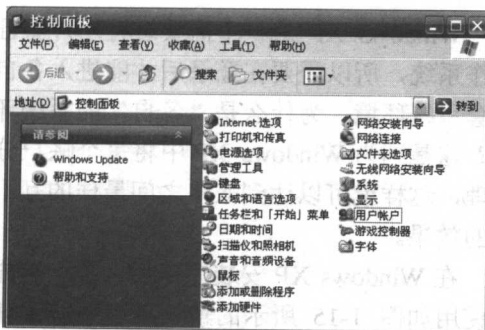 控制面板
文件(F) 编辑(E) 查看(V) 收藏(A) 工具(T) 帮助(H)
后退 搜索 文件夹
地址(D) 控制面板 转到
请参阅
Windows Update
帮助和支持
Internet 选项
打印机和传真
电源选项
管理工具
键盘
区域和语言选项
任务栏和「开始」菜单
日期和时间
扫描仪和照相机
声音和音频设备
鼠标
添加或删除程序
添加硬件
网络安装向导
网络连接
文件夹选项
无线网络安装向导
系统
显示
用户帐户
游戏控制器
字体